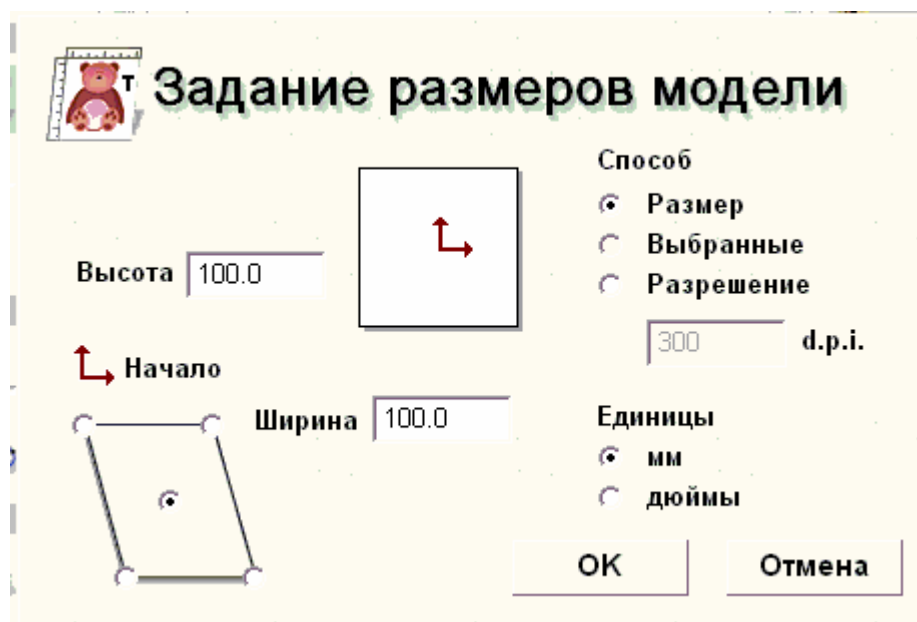 Задание размеров модели
Способ
Размер
Выбранные
Разрешение
300 d.p.i.
Высота 100.0
Начало
Ширина 100.0
Единицы
мм
дюймы
OK
Отмена
T